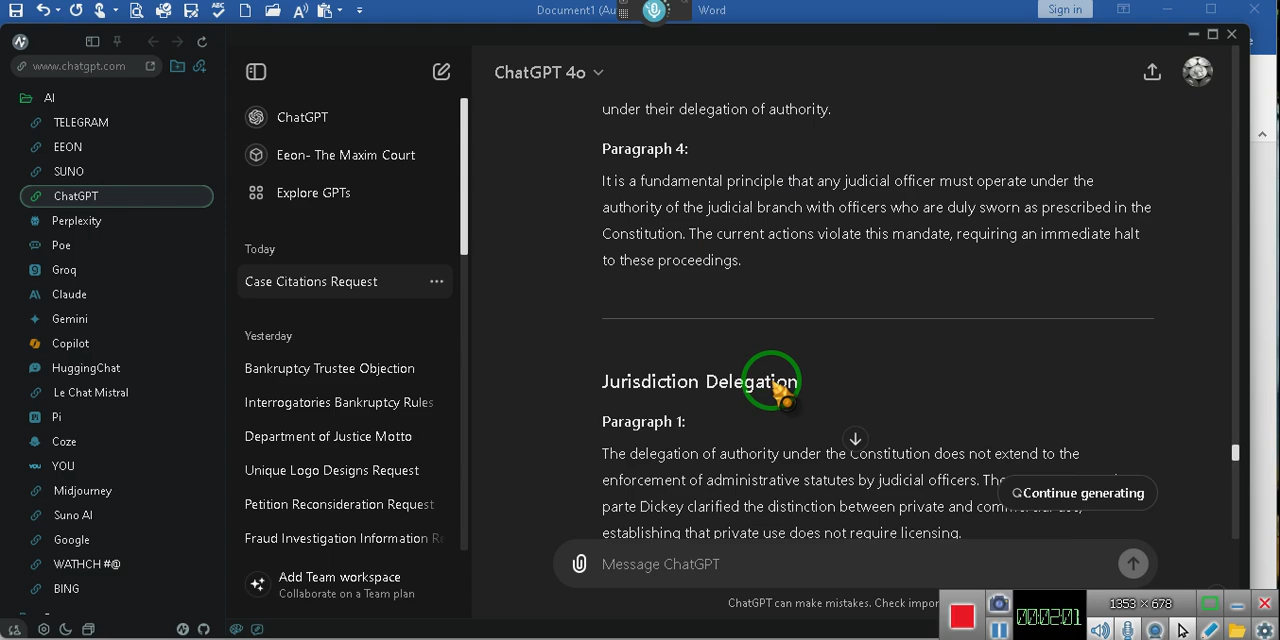 Document1 (Au
Word
Sign in
www.chatgpt.com
AI
TELEGRAM
EEON
SUNO
ChatGPT
Perplexity
Poe
Groq
Claude
Gemini
Copilot
HuggingChat
Le Chat Mistral
Pi
Coze
YOU
Midjourney
Suno AI
Google
WATHCH #@
BING
ChatGPT
Eeon- The Maxim Court
Explore GPTs
Today
Case Citations Request
Yesterday
Bankruptcy Trustee Objection
Interrogatories Bankruptcy Rules
Department of Justice Motto
Unique Logo Designs Request
Petition Reconsideration Request
Fraud Investigation Information Re
Add Team workspace
Collaborate on a Team plan
ChatGPT 4o
under their delegation of authority.
Paragraph 4:
It is a fundamental principle that any judicial officer must operate under the
authority of the judicial branch with officers who are duly sworn as prescribed in the
Constitution. The current actions violate this mandate, requiring an immediate halt
to these proceedings.
Jurisdiction Delegation
Paragraph 1:
The delegation of authority under the Constitution does not extend to the
enforcement of administrative statutes by judicial officers.
parte Dickey clarified the distinction between private and
establishing that private use does not require licensing.
Continue generating
Message ChatGPT
ChatGPT can make mistakes. Check impor
00:02:01
1353 × 678